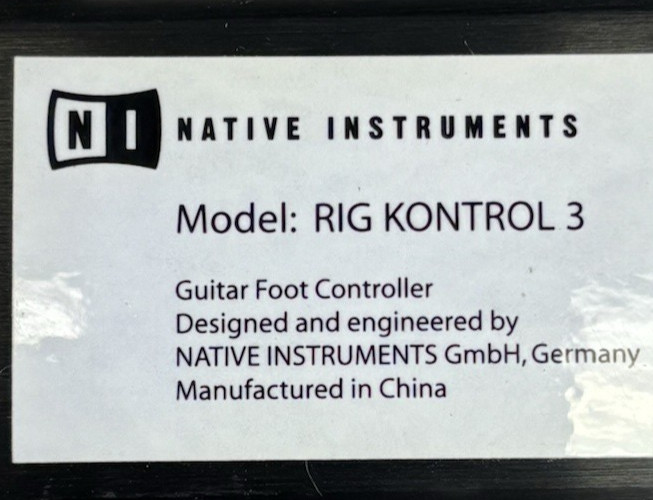 NI NATIVE INSTRUMENTS
Model: RIG KONTROL 3
Guitar Foot Controller
Designed and engineered by
NATIVE INSTRUMENTS GmbH, Germany
Manufactured in China